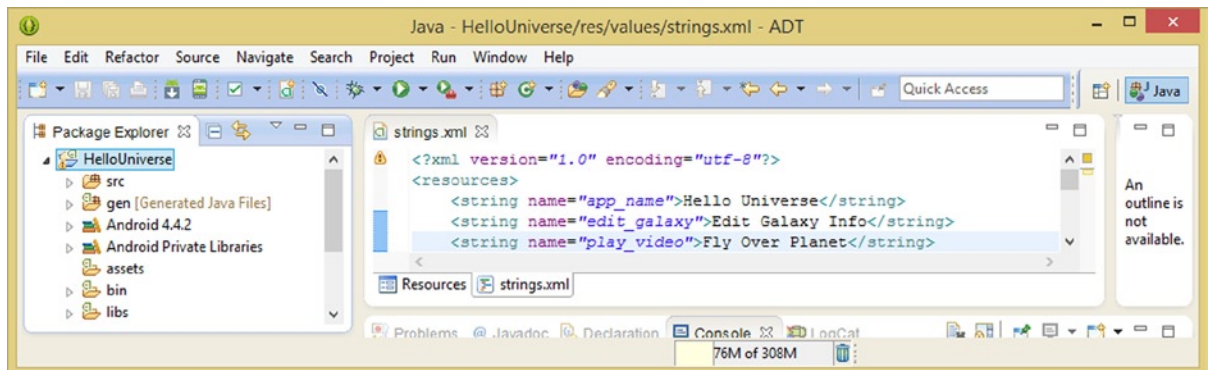 Java - HelloUniverse/res/values/strings.xml - ADT
File Edit Refactor Source Navigate Search Project Run Window Help
Quick Access
Java
Package Explorer
HelloUniverse
src
gen [Generated Java Files]
Android 4.4.2
Android Private Libraries
assets
bin
libs
strings.xml
<?xml version="1.0" encoding="utf-8"?>
<resources>
<string name="app_name">Hello Universe</string>
<string name="edit_galaxy">Edit Galaxy Info</string>
<string name="play_video">Fly Over Planet</string>
Resources strings.xml
An
outline is
not
available.
Problems @ Javadoc Declaration Console LogCat
76M of 308M